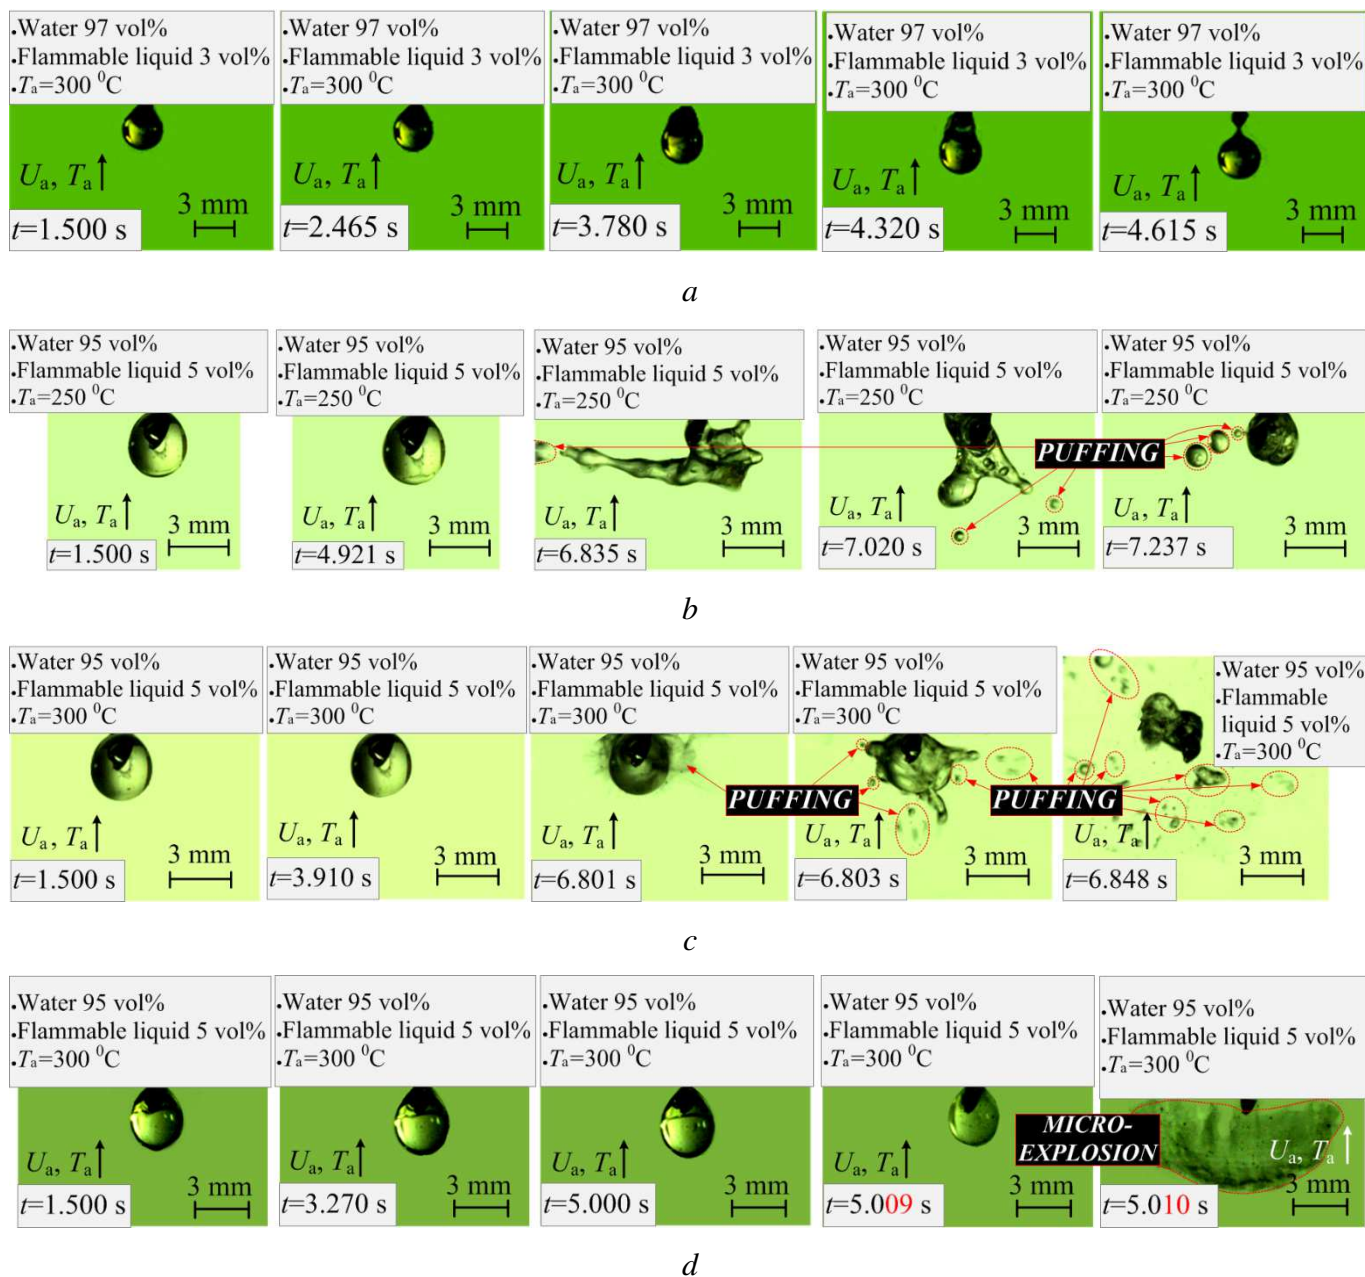 .Water 97 vol%
.Flammable liquid 3 vol%
.Ta=300 ⁰C
Ua, Ta
3 mm
t=1.500 s
.Water 97 vol%
.Flammable liquid 3 vol%
.Ta=300 ⁰C
Ua, Ta
3 mm
t=2.465 s
.Water 97 vol%
.Flammable liquid 3 vol%
.Ta=300 ⁰C
Ua, Ta
3 mm
t=3.780 s
.Water 97 vol%
.Flammable liquid 3 vol%
.Ta=300 ⁰C
Ua, Ta
3 mm
t=4.320 s
.Water 97 vol%
.Flammable liquid 3 vol%
.Ta=300 ⁰C
Ua, Ta
3 mm
t=4.615 s
a
.Water 95 vol%
.Flammable liquid 5 vol%
.Ta=250 ⁰C
Ua, Ta
3 mm
t=1.500 s
.Water 95 vol%
.Flammable liquid 5 vol%
.Ta=250 ⁰C
Ua, Ta
3 mm
t=4.921 s
.Water 95 vol%
.Flammable liquid 5 vol%
.Ta=250 ⁰C
Ua, Ta
3 mm
t=6.835 s
.Water 95 vol%
.Flammable liquid 5 vol%
.Ta=250 ⁰C
PUFFING
Ua, Ta
3 mm
t=7.020 s
.Water 95 vol%
.Flammable liquid 5 vol%
.Ta=250 ⁰C
Ua, Ta
3 mm
t=7.237 s
b
.Water 95 vol%
.Flammable liquid 5 vol%
.Ta=300 ⁰C
Ua, Ta
3 mm
t=1.500 s
.Water 95 vol%
.Flammable liquid 5 vol%
.Ta=300 ⁰C
Ua, Ta
3 mm
t=3.910 s
.Water 95 vol%
.Flammable liquid 5 vol%
.Ta=300 ⁰C
PUFFING
Ua, Ta
3 mm
t=6.801 s
.Water 95 vol%
.Flammable liquid 5 vol%
.Ta=300 ⁰C
PUFFING
Ua, Ta
3 mm
t=6.803 s
.Water 95 vol%
.Flammable
liquid 5 vol%
.Ta=300 ⁰C
Ua, Ta
3 mm
t=6.848 s
c
.Water 95 vol%
.Flammable liquid 5 vol%
.Ta=300 ⁰C
Ua, Ta
3 mm
t=1.500 s
.Water 95 vol%
.Flammable liquid 5 vol%
.Ta=300 ⁰C
Ua, Ta
3 mm
t=3.270 s
.Water 95 vol%
.Flammable liquid 5 vol%
.Ta=300 ⁰C
Ua, Ta
3 mm
t=5.000 s
.Water 95 vol%
.Flammable liquid 5 vol%
.Ta=300 ⁰C
Ua, Ta
3 mm
t=5.009 s
.Water 95 vol%
.Flammable liquid 5 vol%
.Ta=300 ⁰C
MICRO-
EXPLOSION
Ua, Ta
3 mm
t=5.010 s
d